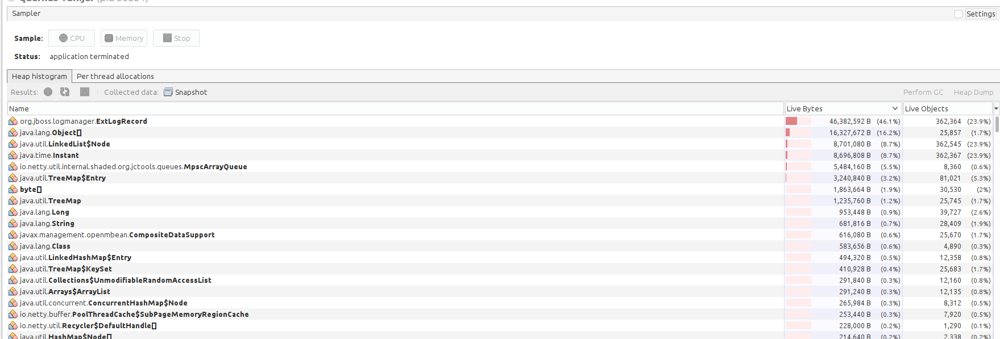 Sampler Settings
Sample: CPU Memory Stop
Status: application terminated
Heap histogram Per thread allocations
Results: Collected data: Snapshot Perform GC Heap Dump
Name Live Bytes Live Objects
org.jboss.logmanager.ExtLogRecord 46,382,592 B (46.1%) 362,364 (23.9%)
java.lang.Object[] 16,327,672 B (16.2%) 25,857 (1.7%)
java.util.LinkedList$Node 8,701,080 B (8.7%) 362,545 (23.9%)
java.time.Instant 8,696,808 B (8.7%) 362,367 (23.9%)
io.netty.util.internal.shaded.org.jctools.queues.MpscArrayQueue 5,484,160 B (5.5%) 8,360 (0.6%)
java.util.TreeMap$Entry 3,240,840 B (3.2%) 81,021 (5.3%)
byte[] 1,863,664 B (1.9%) 30,530 (2%)
java.util.TreeMap 1,235,760 B (1.2%) 25,745 (1.7%)
java.lang.Long 953,448 B (0.9%) 39,727 (2.6%)
java.lang.String 681,816 B (0.7%) 28,409 (1.9%)
javax.management.openmbean.CompositeDataSupport 616,080 B (0.6%) 25,670 (1.7%)
java.lang.Class 583,656 B (0.6%) 4,890 (0.3%)
java.util.LinkedHashMap$Entry 494,320 B (0.5%) 12,358 (0.8%)
java.util.TreeMap$KeySet 410,928 B (0.4%) 25,683 (1.7%)
java.util.Collections$UnmodifiableRandomAccessList 291,840 B (0.3%) 12,160 (0.8%)
java.util.Arrays$ArrayList 291,240 B (0.3%) 12,135 (0.8%)
java.util.concurrent.ConcurrentHashMap$Node 265,984 B (0.3%) 8,312 (0.5%)
io.netty.buffer.PoolThreadCache$SubPageMemoryRegionCache 253,440 B (0.3%) 7,920 (0.5%)
io.netty.util.Recycler$DefaultHandle[] 228,000 B (0.2%) 1,290 (0.1%)
java.util.HashMap$Node[] 214,640 B (0.2%) 2,338 (0.2%)